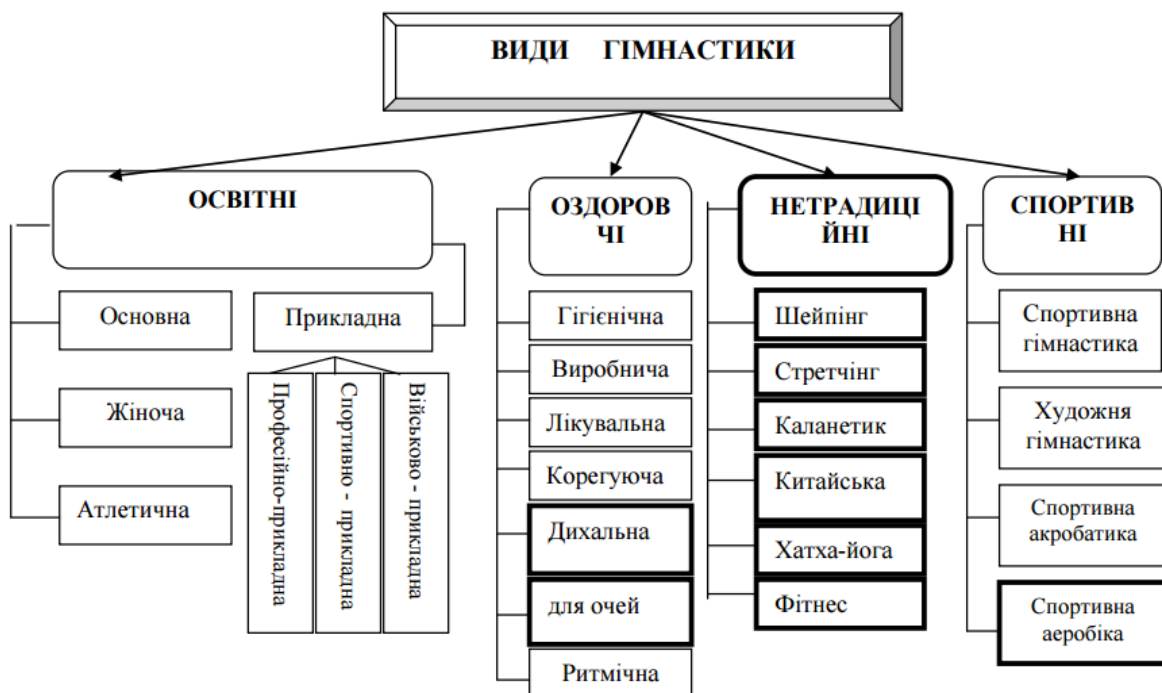 ВИДИ ГІМНАСТИКИ
ОСВІТНІ
Основна
Жіноча
Атлетична
Прикладна
Професійно-прикладна
Спортивно - прикладна
Військово - прикладна
ОЗДОРОВ
ЧІ
Гігієнічна
Виробнича
Лікувальна
Корегуюча
Дихальна
для очей
Ритмічна
НЕТРАДИЦІ
ЙНІ
Шейпінг
Стретчінг
Каланетик
Китайська
Хатха-йога
Фітнес
СПОРТИВ
НІ
Спортивна
гімнастика
Художня
гімнастика
Спортивна
акробатика
Спортивна
аеробіка